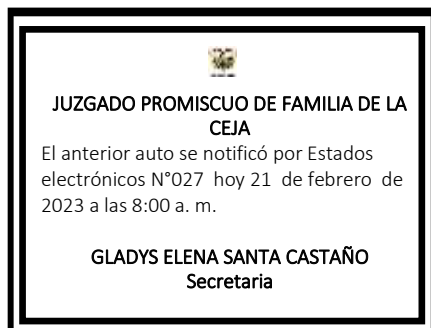 JUZGADO PROMISCUO DE FAMILIA DE LA
CEJA
El anterior auto se notificó por Estados
electrónicos N°027 hoy 21 de febrero de
2023 a las 8:00 a. m.
GLADYS ELENA SANTA CASTAÑO
Secretaria